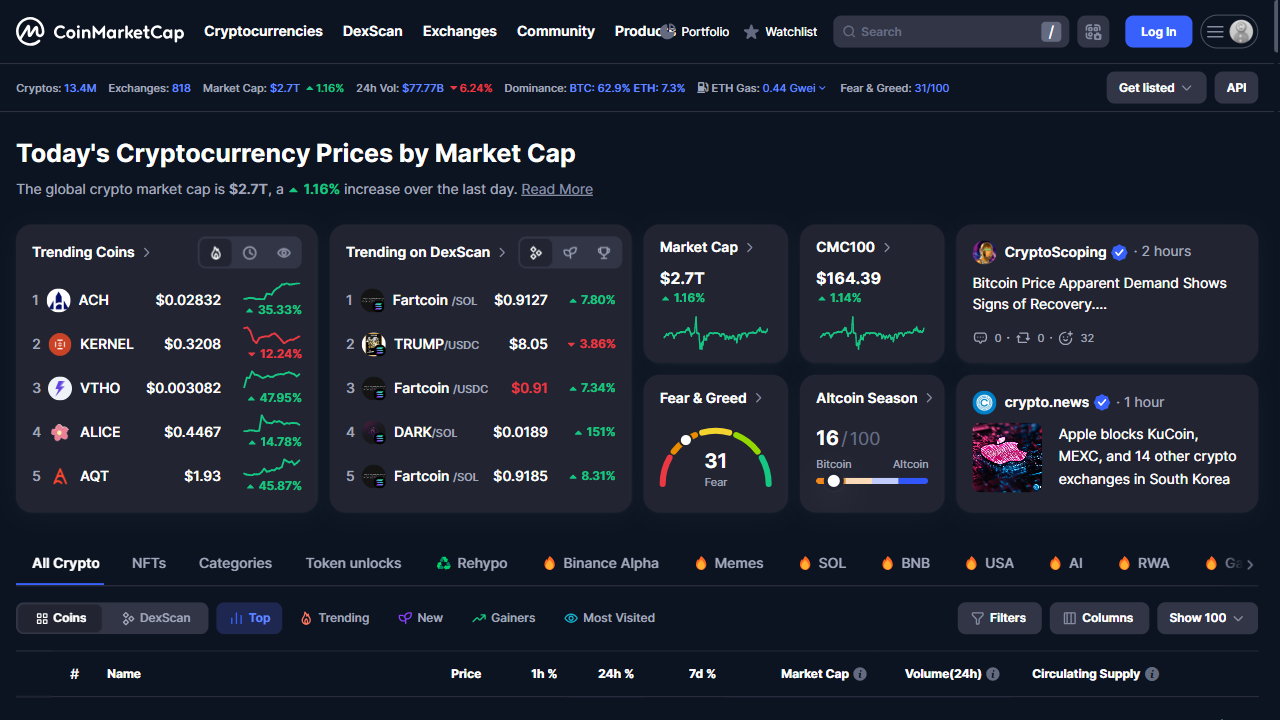 CoinMarketCap Cryptocurrencies DexScan Exchanges Community Products Portfolio Watchlist Search / Log In
Cryptos: 13.4M Exchanges: 818 Market Cap: $2.7T 1.16% 24h Vol: $77.77B 6.24% Dominance: BTC: 62.9% ETH: 7.3% ETH Gas: 0.44 Gwei Fear & Greed: 31/100 Get listed API
Today's Cryptocurrency Prices by Market Cap
The global crypto market cap is $2.7T, a 1.16% increase over the last day. Read More
Trending Coins
1 ACH $0.02832 35.33%
2 KERNEL $0.3208 12.24%
3 VTHO $0.003082 47.95%
4 ALICE $0.4467 14.78%
5 AQT $1.93 45.87%
Trending on DexScan
1 Fartcoin /SOL $0.9127 7.80%
2 TRUMP/USDC $8.05 3.86%
3 Fartcoin /USDC $0.91 7.34%
4 DARK/SOL $0.0189 151%
5 Fartcoin /SOL $0.9185 8.31%
Market Cap
$2.7T
1.16%
CMC100
$164.39
1.14%
Fear & Greed
31
Fear
Altcoin Season
16/100
Bitcoin Altcoin
CryptoScoping · 2 hours
Bitcoin Price Apparent Demand Shows
Signs of Recovery....
0 · 0 · 32
crypto.news · 1 hour
Apple blocks KuCoin,
MEXC, and 14 other crypto
exchanges in South Korea
All Crypto NFTs Categories Token unlocks Rehypo Binance Alpha Memes SOL BNB USA AI RWA
Coins DexScan Top Trending New Gainers Most Visited Filters Columns Show 100
# Name Price 1h % 24h % 7d % Market Cap Volume(24h) Circulating Supply